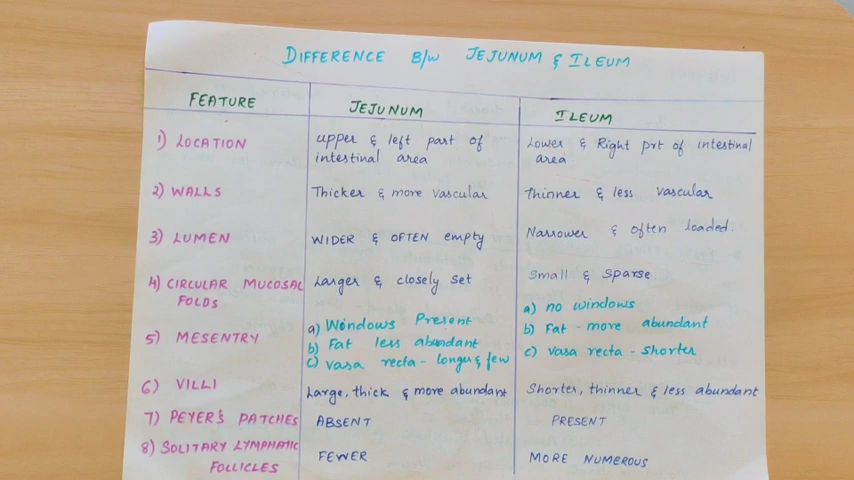 DIFFERENCE B/W JEJUNUM & ILEUM
FEATURE JEJUNUM ILEUM
1) LOCATION upper & left part of intestinal area Lower & Right prt of intestinal area
2) WALLS Thicker & more vascular Thinner & less vascular
3) LUMEN WIDER & OFTEN empty Narrower & often loaded.
4) CIRCULAR MUCOSAL FOLDS Larger & closely set Small & Sparse
5) MESENTRY
a) Windows Present
b) Fat less abundant
c) vasa recta - longer & few
a) no windows
b) Fat - more abundant
c) vasa recta - shorter
6) VILLI Large, thick & more abundant Shorter, thinner & less abundant
7) PEYER'S PATCHES ABSENT PRESENT
8) SOLITARY LYMPHATIC FOLLICLES FEWER MORE NUMEROUS